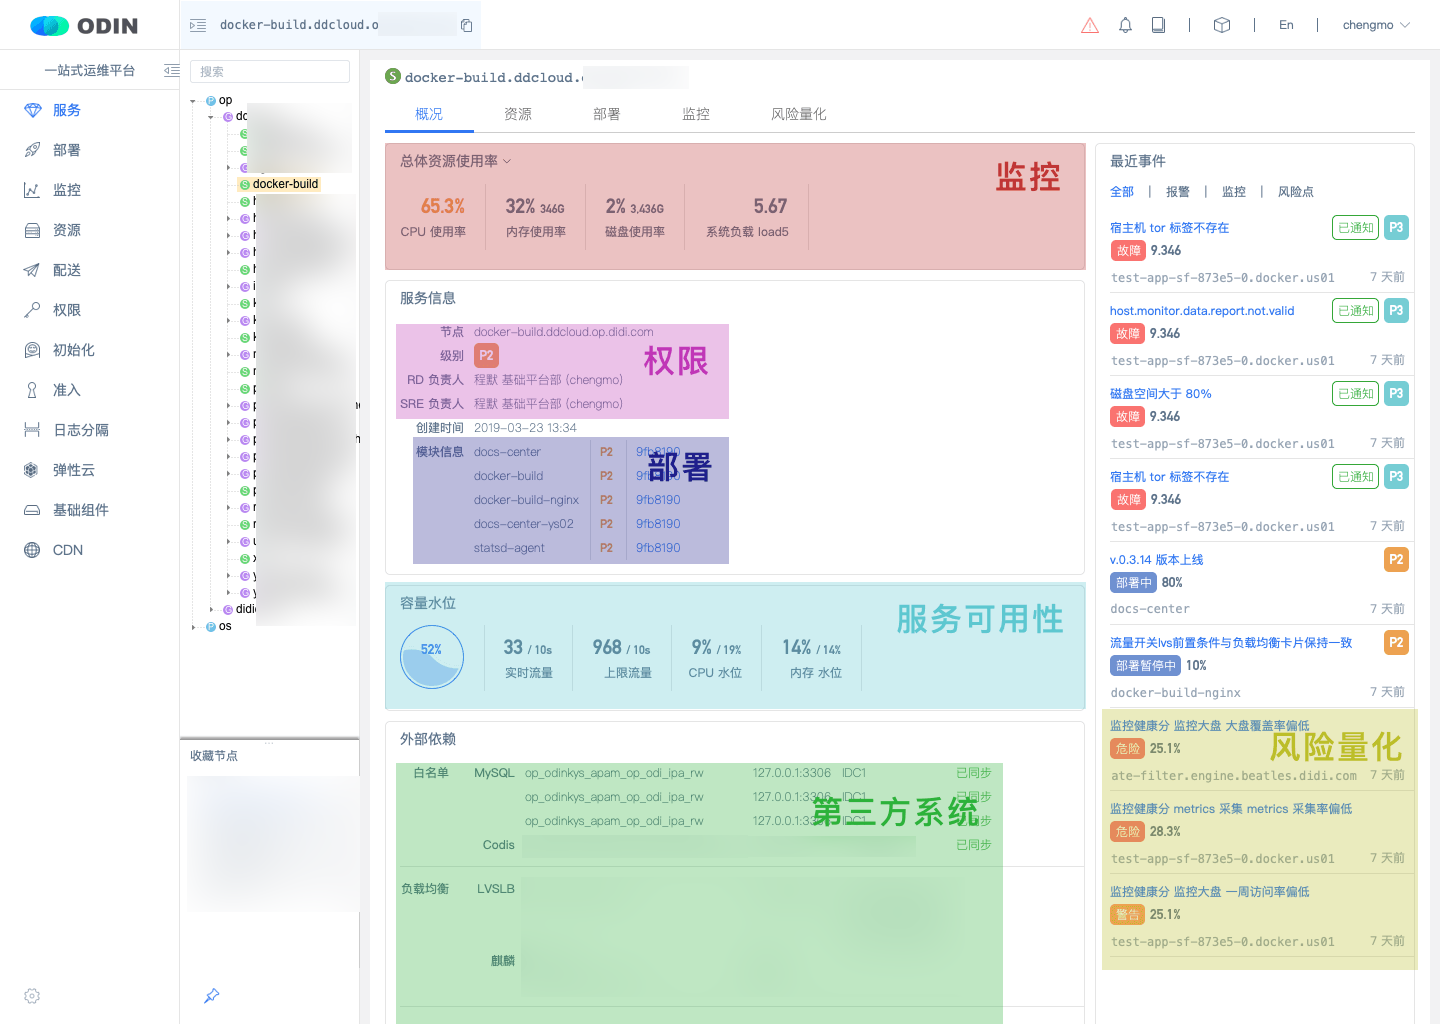 ODIN
docker-build.ddcloud.o
En
chengmo
一站式运维平台
服务
部署
监控
资源
配送
权限
初始化
准入
日志分隔
弹性云
基础组件
CDN
搜索
op
docker-build
os
收藏节点
docker-build.ddcloud.
概况 资源 部署 监控 风险量化
总体资源使用率
监控
65.3% 32% 346G 2% 3,436G 5.67
CPU 使用率 内存使用率 磁盘使用率 系统负载 load5
服务信息
节点 docker-build.ddcloud.op.didi.com
级别 P2
权限
RD 负责人 程默 基础平台部 (chengmo)
SRE 负责人 程默 基础平台部 (chengmo)
创建时间 2019-03-23 13:34
模块信息 docs-center P2 9fb8190
部署
docker-build P2 9fb8190
docker-build-nginx P2 9fb8190
docs-center-ys02 P2 9fb8190
statsd-agent P2 9fb8190
容量水位
服务可用性
52% 33 / 10s 968 / 10s 9% / 19% 14% / 14%
实时流量 上限流量 CPU 水位 内存 水位
外部依赖
白名单 MySQL op_odinkys_apam_op_odi_ipa_rw 127.0.0.1:3306 IDC1 已同步
op_odinkys_apam_op_odi_ipa_rw 127.0.0.1:3306 IDC1 已同步
第三方系统
op_odinkys_apam_op_odi_ipa_rw 127.0.0.1:3306 IDC1 已同步
Codis 已同步
负载均衡 LVSLB
麒麟
最近事件
全部 | 报警 | 监控 | 风险点
宿主机 tor 标签不存在 已通知 P3
故障 9.346
test-app-sf-873e5-0.docker.us01 7 天前
host.monitor.data.report.not.valid 已通知 P3
故障 9.346
test-app-sf-873e5-0.docker.us01 7 天前
磁盘空间大于 80% 已通知 P3
故障 9.346
test-app-sf-873e5-0.docker.us01 7 天前
宿主机 tor 标签不存在 已通知 P3
故障 9.346
test-app-sf-873e5-0.docker.us01 7 天前
v.0.3.14 版本上线 P2
部署中 80%
docs-center 7 天前
流量开关lvs前置条件与负载均衡卡片保持一致 P2
部署暂停中 10%
docker-build-nginx 7 天前
监控健康分 监控大盘 大盘覆盖率偏低
危险 25.1%
风险量化
ate-filter.engine.beatles.didi.com 7 天前
监控健康分 metrics 采集 metrics 采集率偏低
危险 28.3%
test-app-sf-873e5-0.docker.us01 7 天前
监控健康分 监控大盘 一周访问率偏低
警告 25.1%
test-app-sf-873e5-0.docker.us01 7 天前